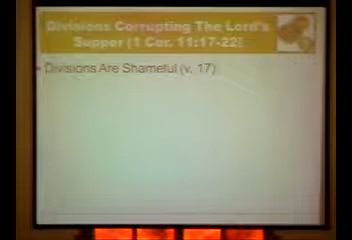 Divisions Corrupting The Lord's
Supper (1 Cor. 11:17-22)
Divisions Are Shameful (v. 17)